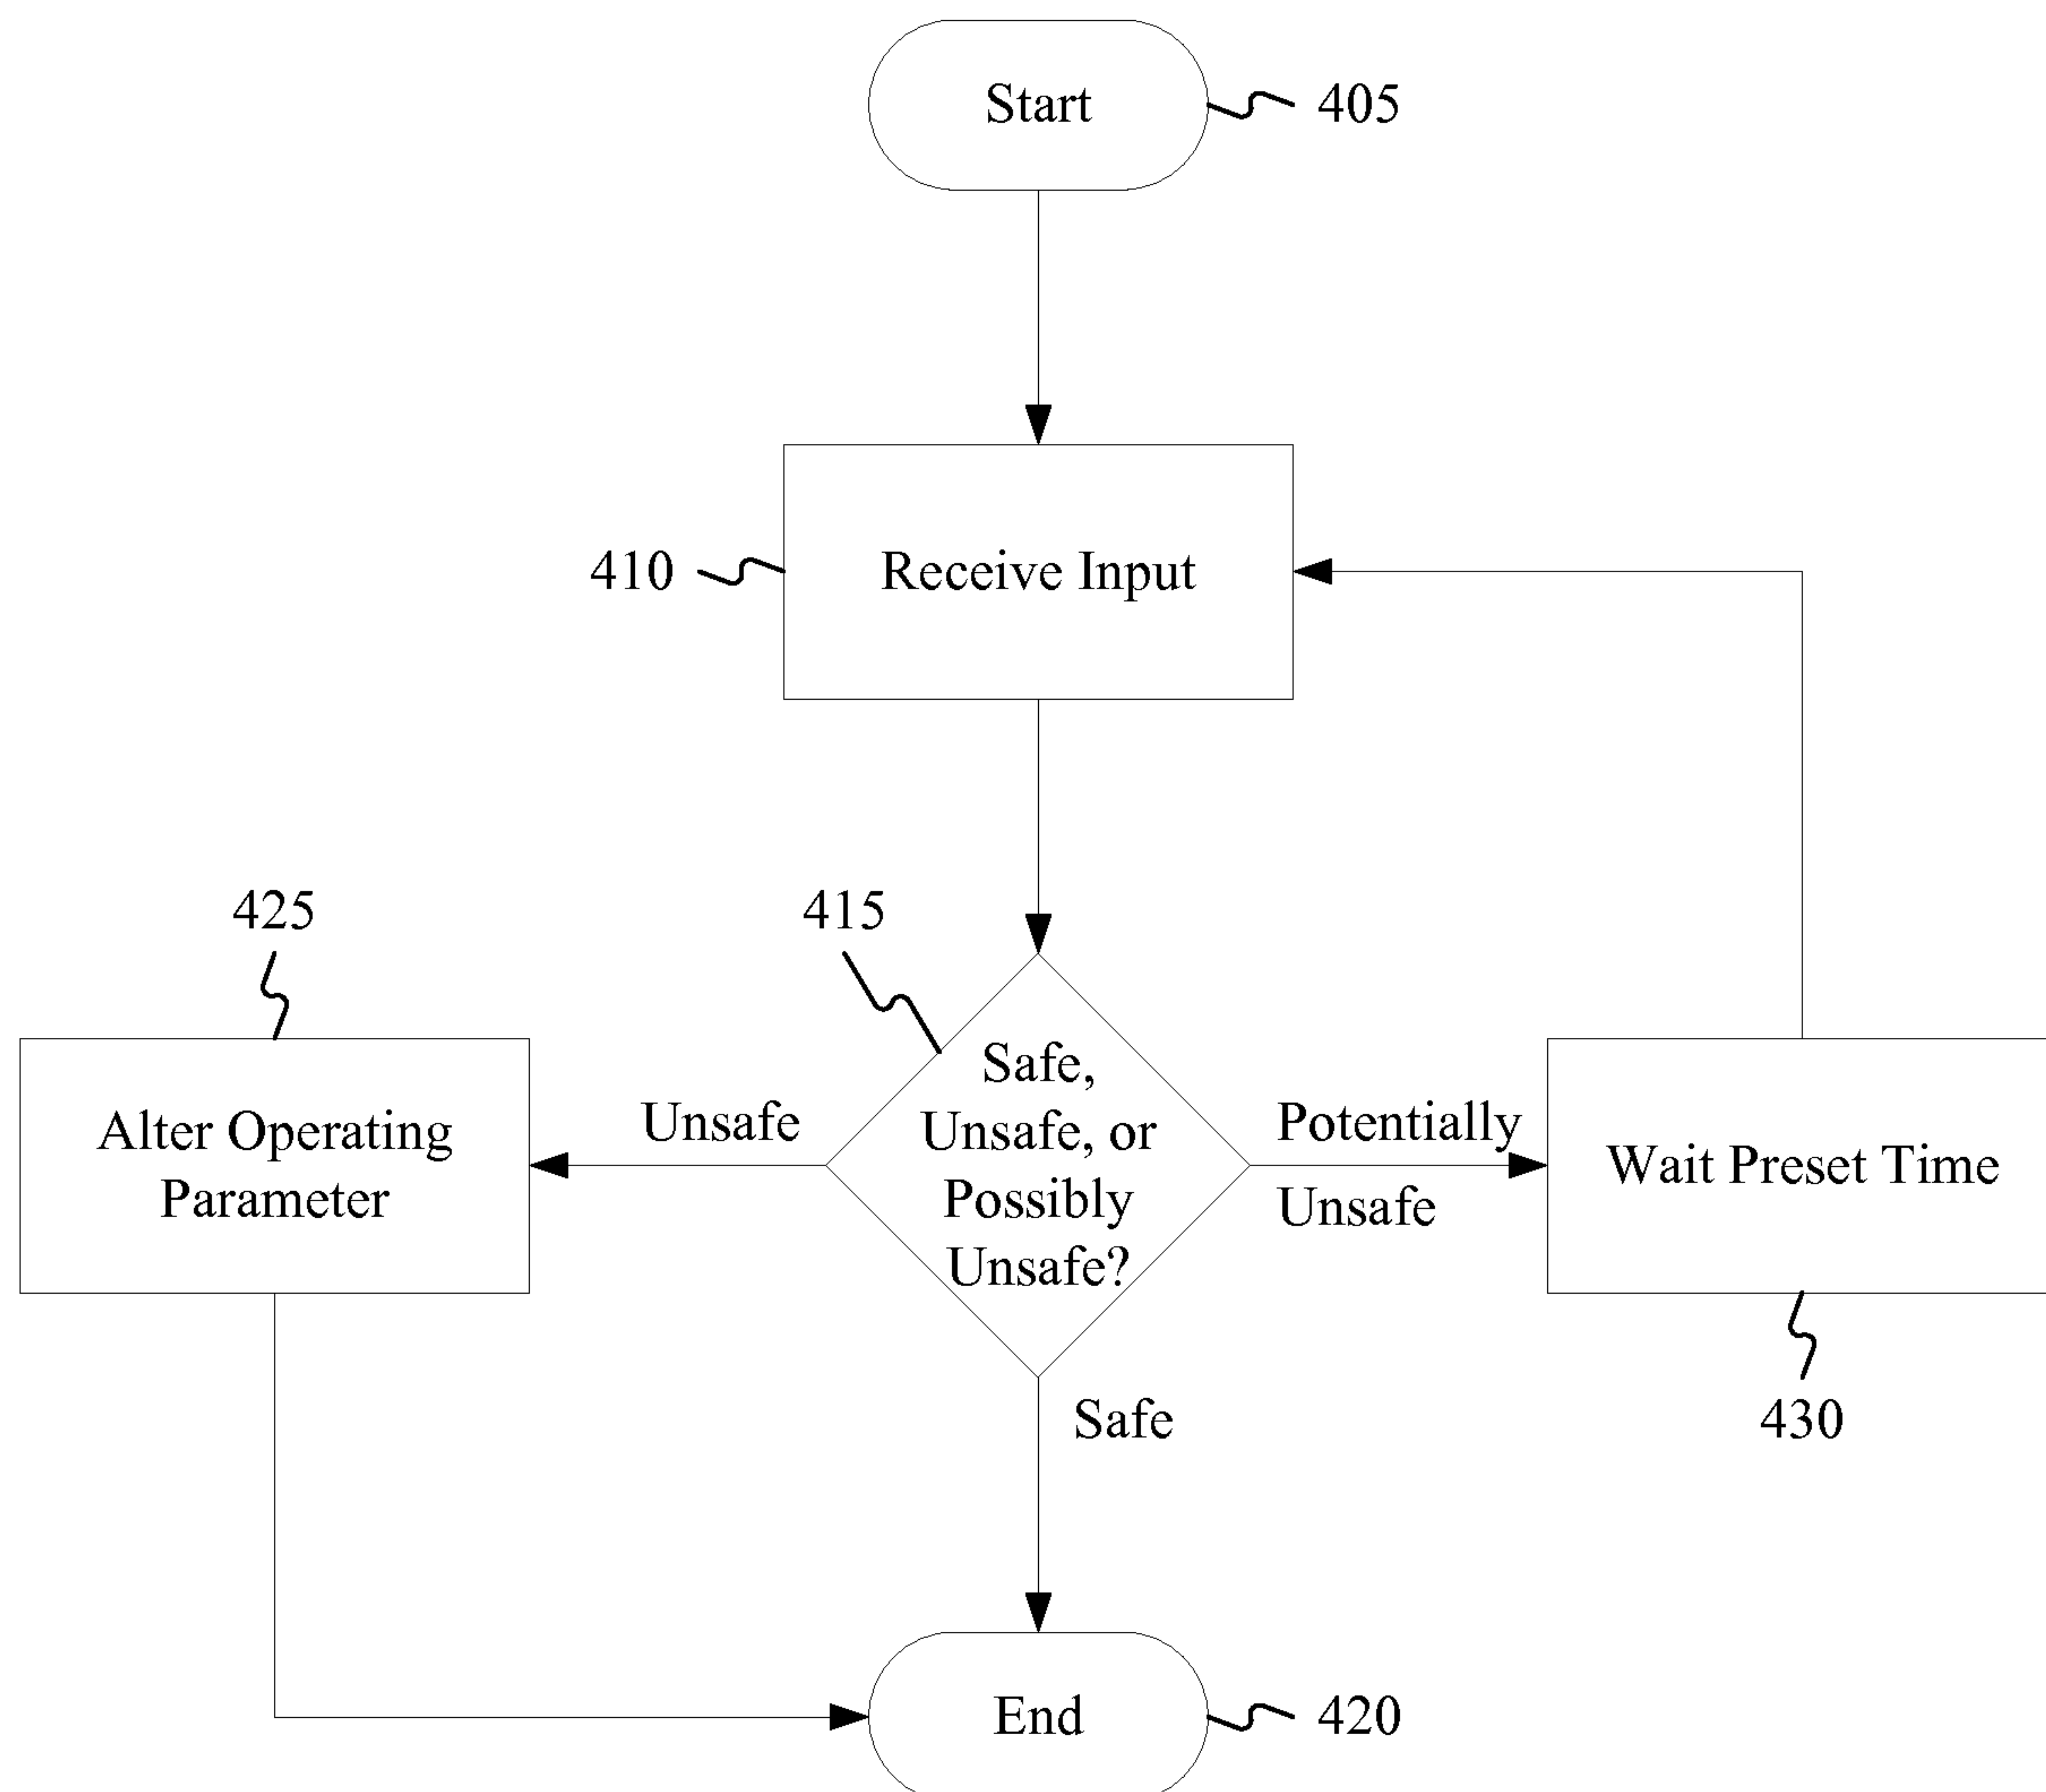 Start
405
410
Receive Input
425
415
Safe,
Unsafe, or
Possibly
Unsafe?
Alter Operating
Parameter
Unsafe
Potentially
Unsafe
Wait Preset Time
430
Safe
End
420